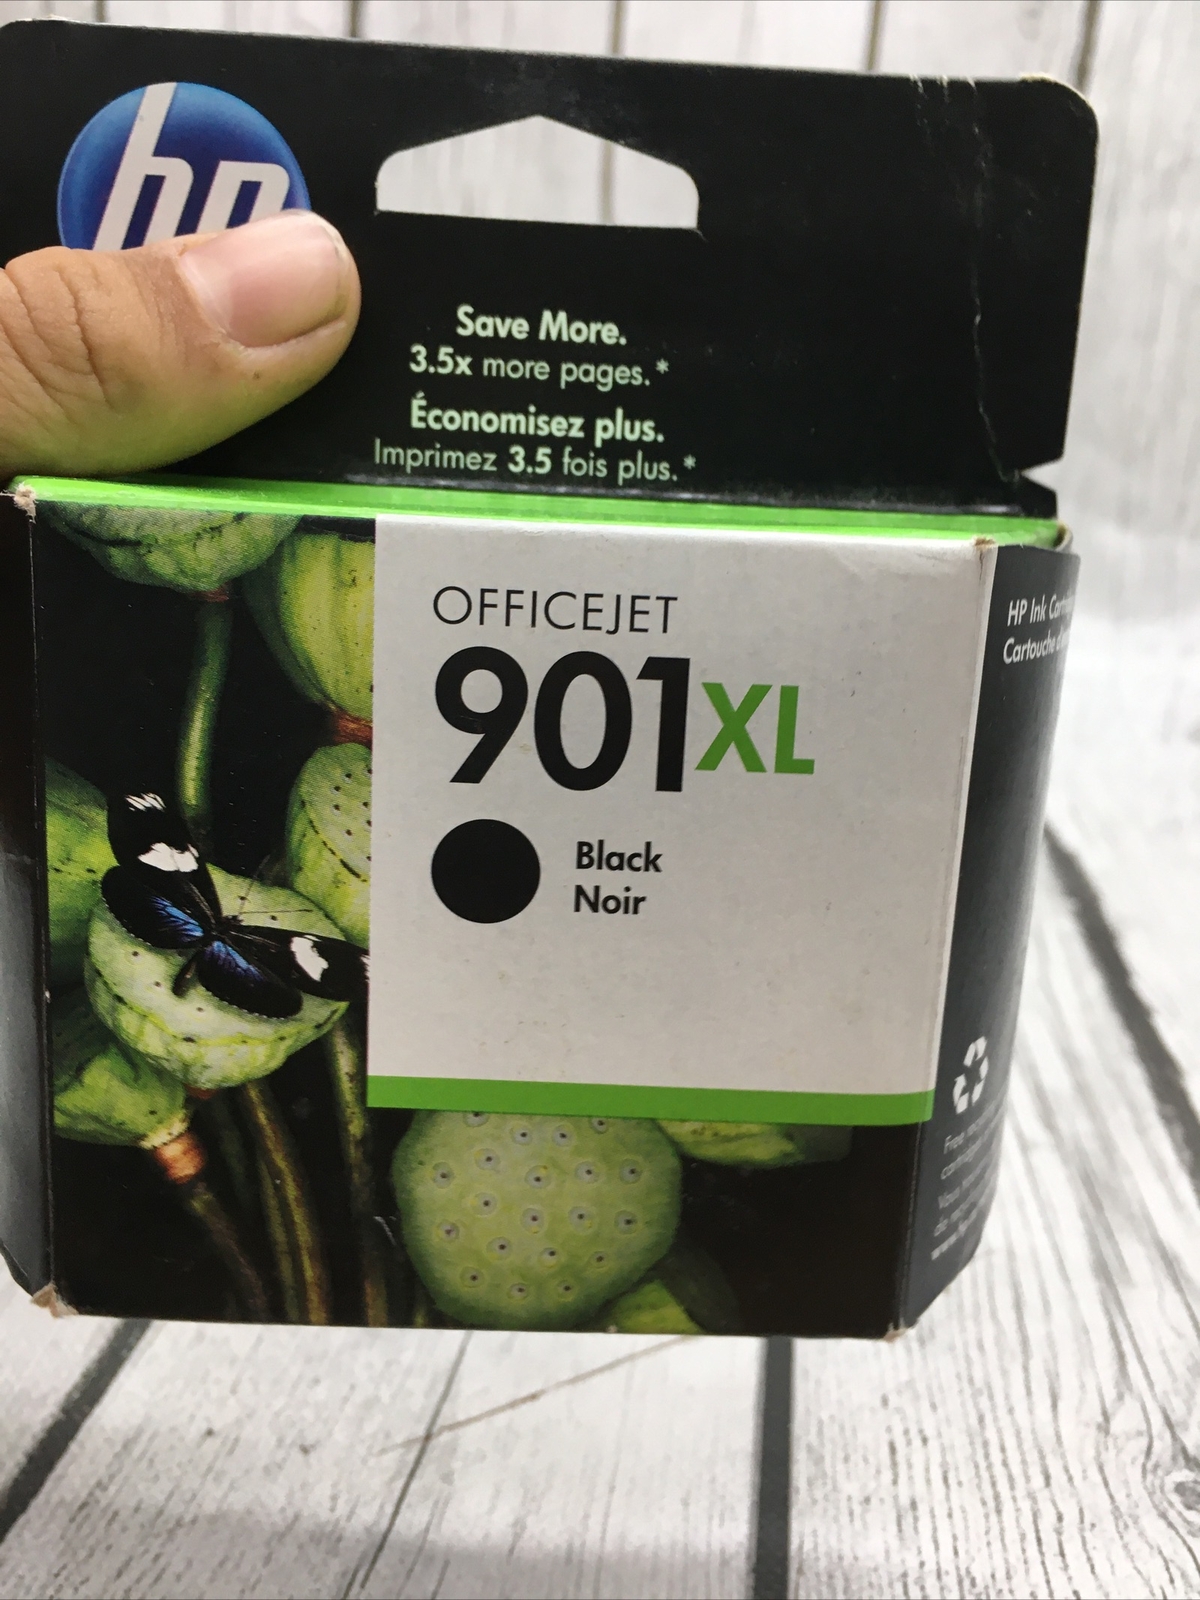 hp
Save More.
3.5x more pages.*
Économisez plus.
Imprimez 3.5 fois plus.*
OFFICEJET
901XL
Black
Noir
HP Ink
Cartouche
Free